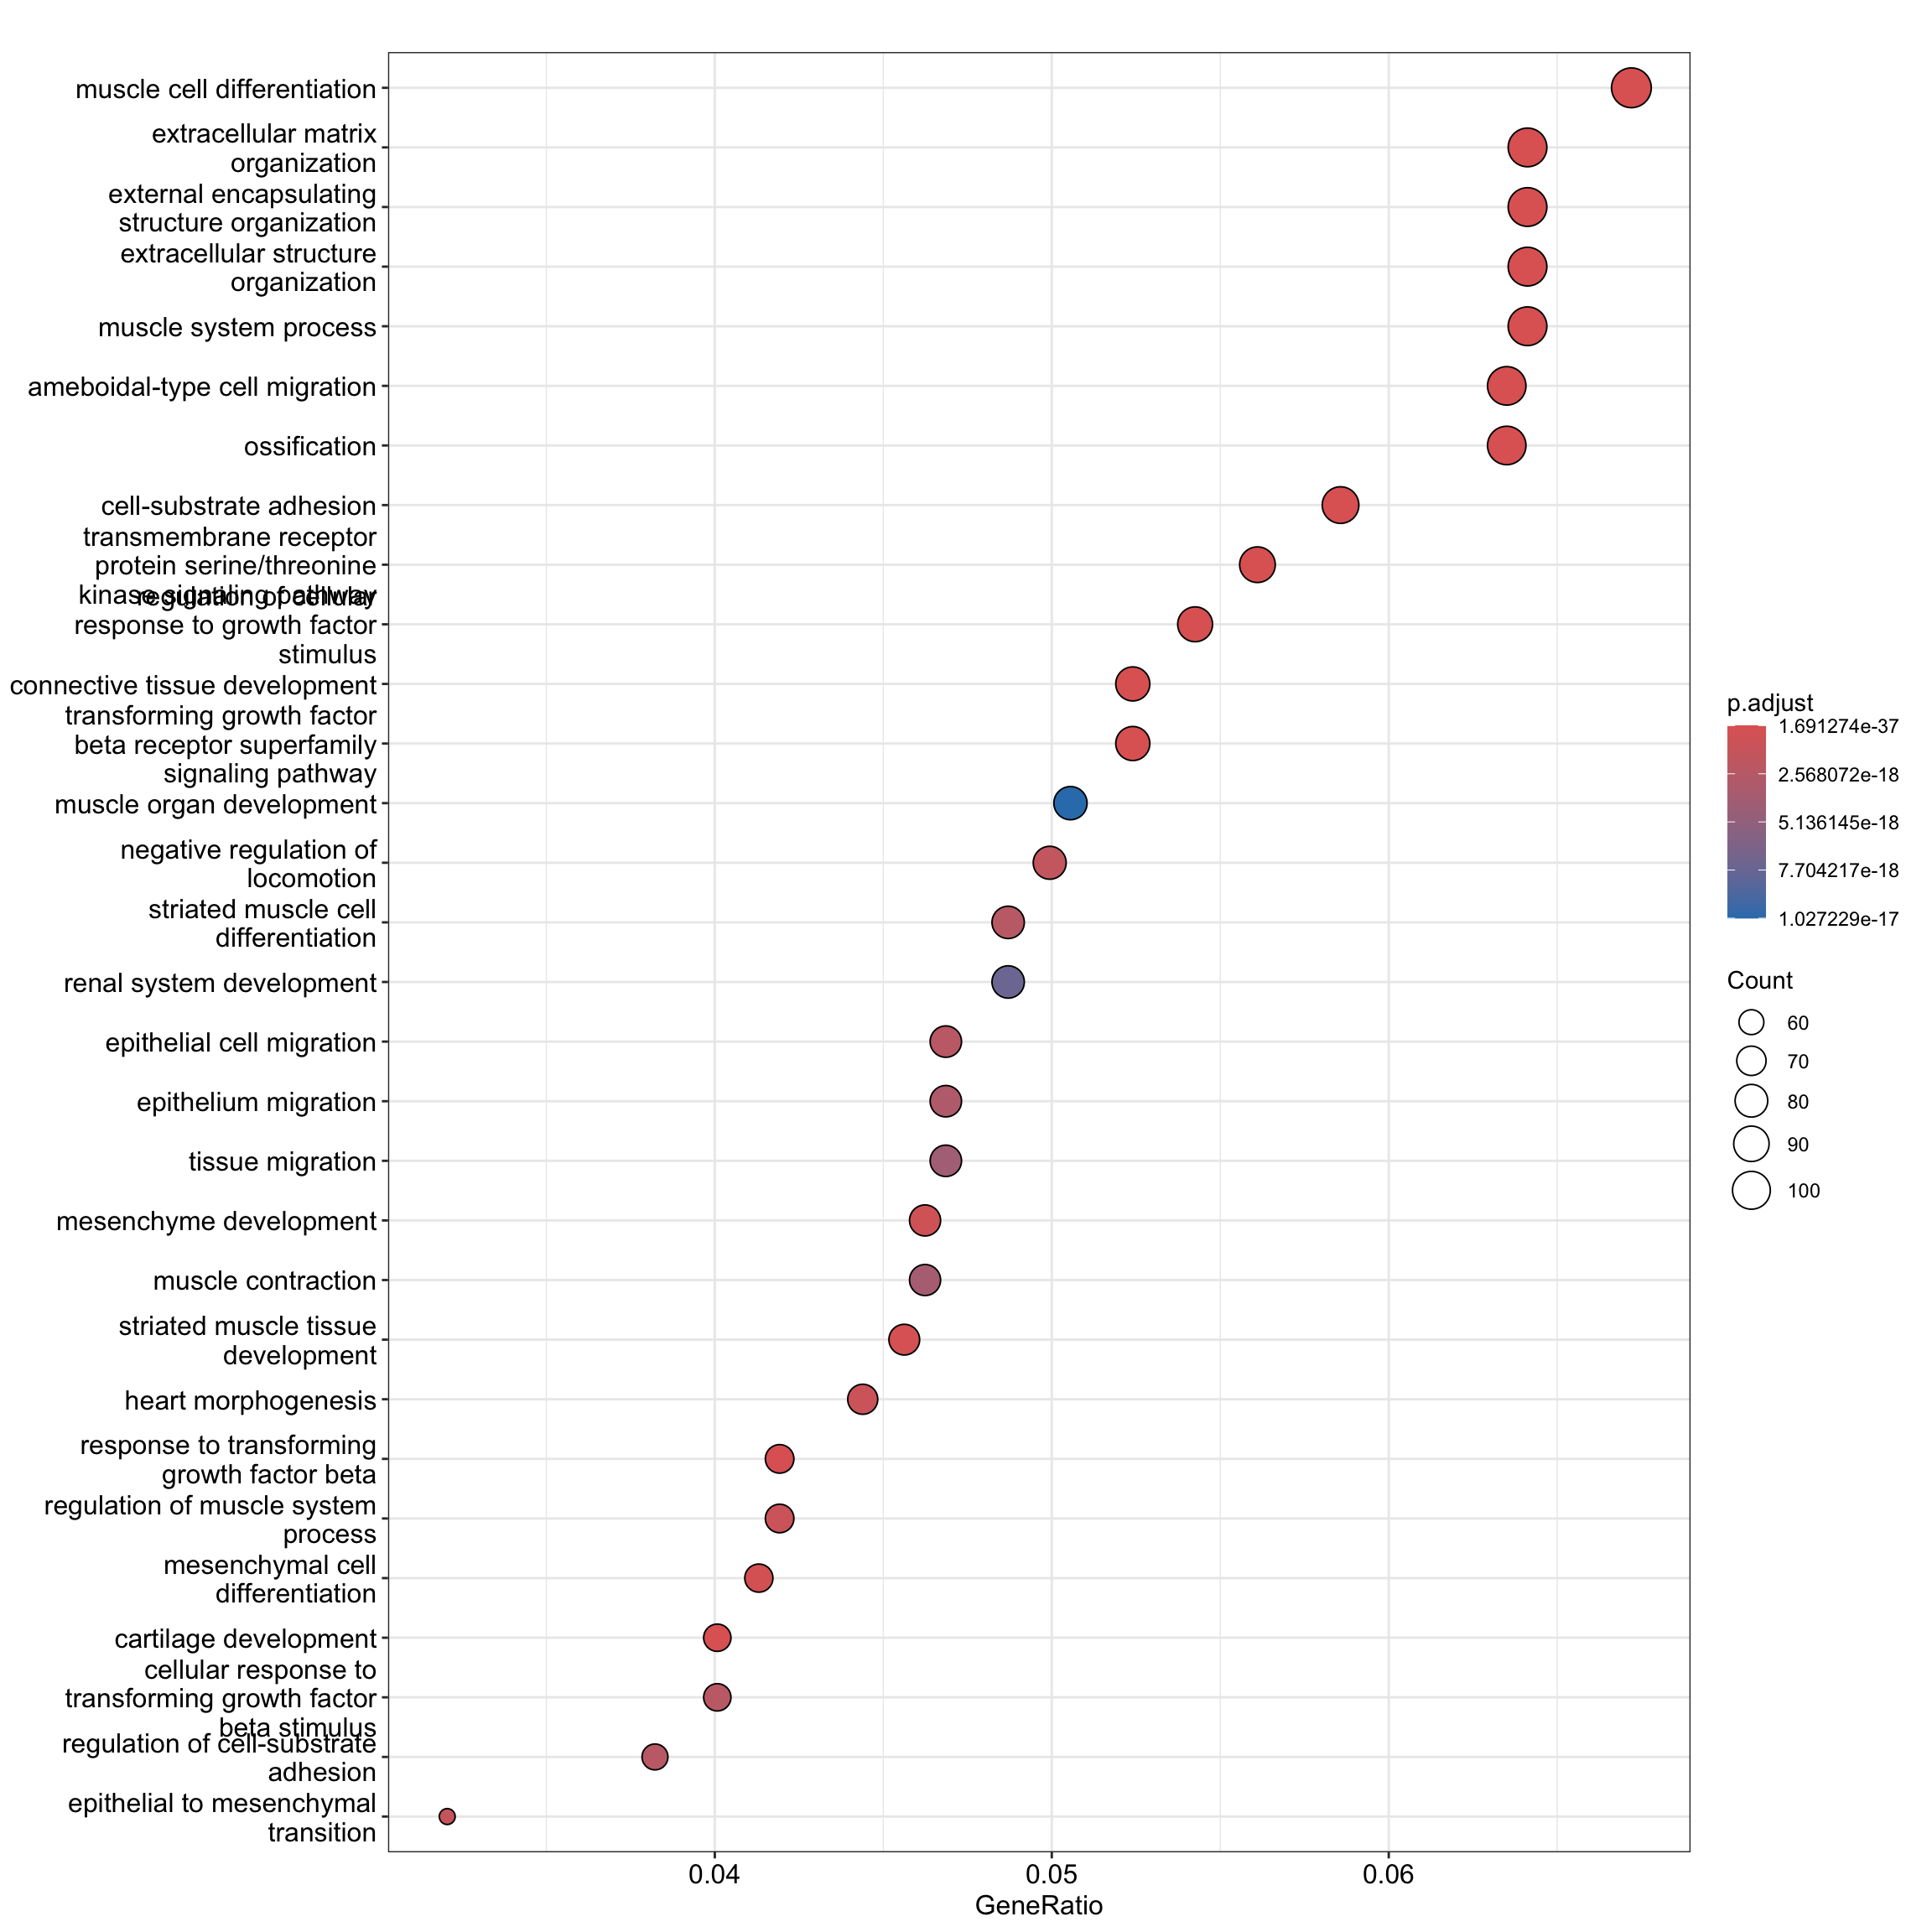 muscle cell differentiation
extracellular matrix
organization
external encapsulating
structure organization
extracellular structure
organization
muscle system process
ameboidal-type cell migration
ossification
cell-substrate adhesion
transmembrane receptor
protein serine/threonine
kinase signaling pathway
regulation of cellular
response to growth factor
stimulus
connective tissue development
transforming growth factor
beta receptor superfamily
signaling pathway
muscle organ development
negative regulation of
locomotion
striated muscle cell
differentiation
renal system development
epithelial cell migration
epithelium migration
tissue migration
mesenchyme development
muscle contraction
striated muscle tissue
development
heart morphogenesis
response to transforming
growth factor beta
regulation of muscle system
process
mesenchymal cell
differentiation
cartilage development
cellular response to
transforming growth factor
beta stimulus
regulation of cell-substrate
adhesion
epithelial to mesenchymal
transition
0.04
0.05
0.06
GeneRatio
p.adjust
1.691274e-37
2.568072e-18
5.136145e-18
7.704217e-18
1.027229e-17
Count
60
70
80
90
100